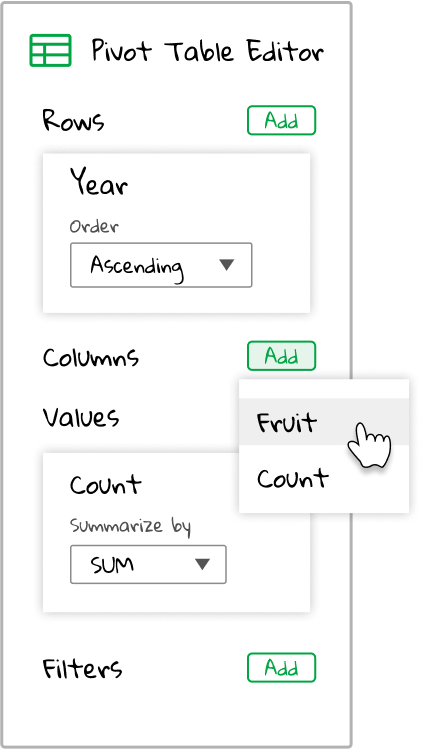 Pivot Table Editor
Rows
Add
Year
Order
Ascending
Columns
Add
Fruit
Count
Values
Count
Summarize by
SUM
Filters
Add